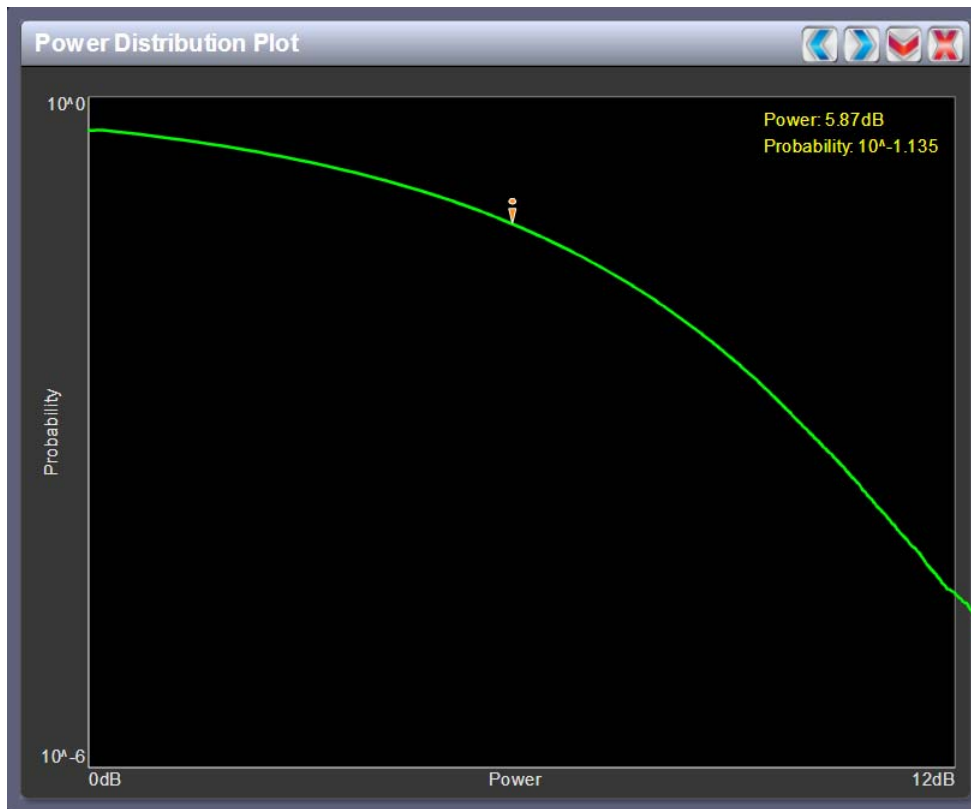 Power Distribution Plot
10^0
Power: 5.87dB
Probability: 10^-1.135
Probability
10^-6
0dB
Power
12dB